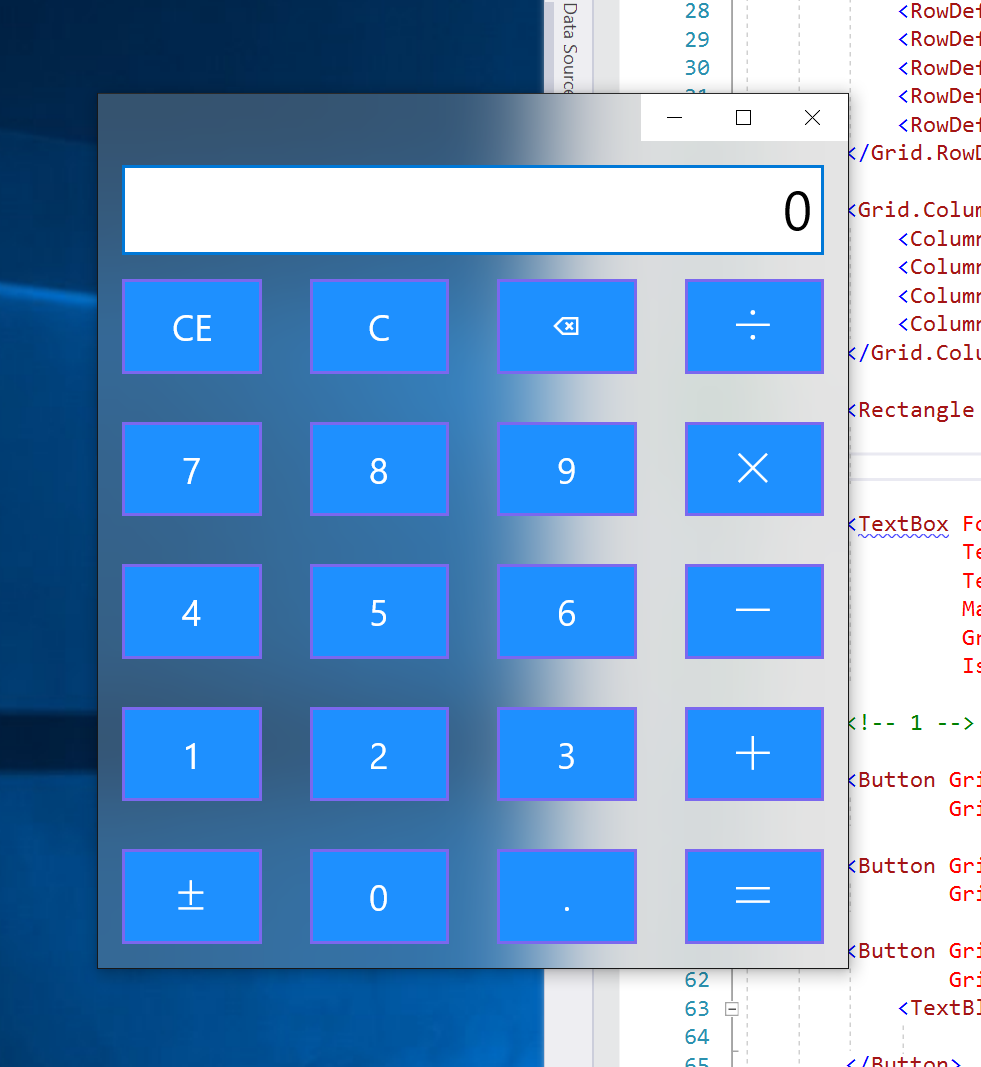 Data Source
28 <RowDef
29 <RowDef
30 <RowDef
31 <RowDef
<RowDef
</Grid.RowD
<Grid.Colum
<Column
<Column
<Column
<Column
</Grid.Colu
<Rectangle
<TextBox Fo
Te
Te
Ma
Gr
Is
<!-- 1 -->
<Button Gri
Gri
<Button Gri
Gri
<Button Gri
62 Gri
63 <TextBl
64
65 </Button>
0
CE C ÷
7 8 9 ×
4 5 6 −
1 2 3 +
± 0 . =